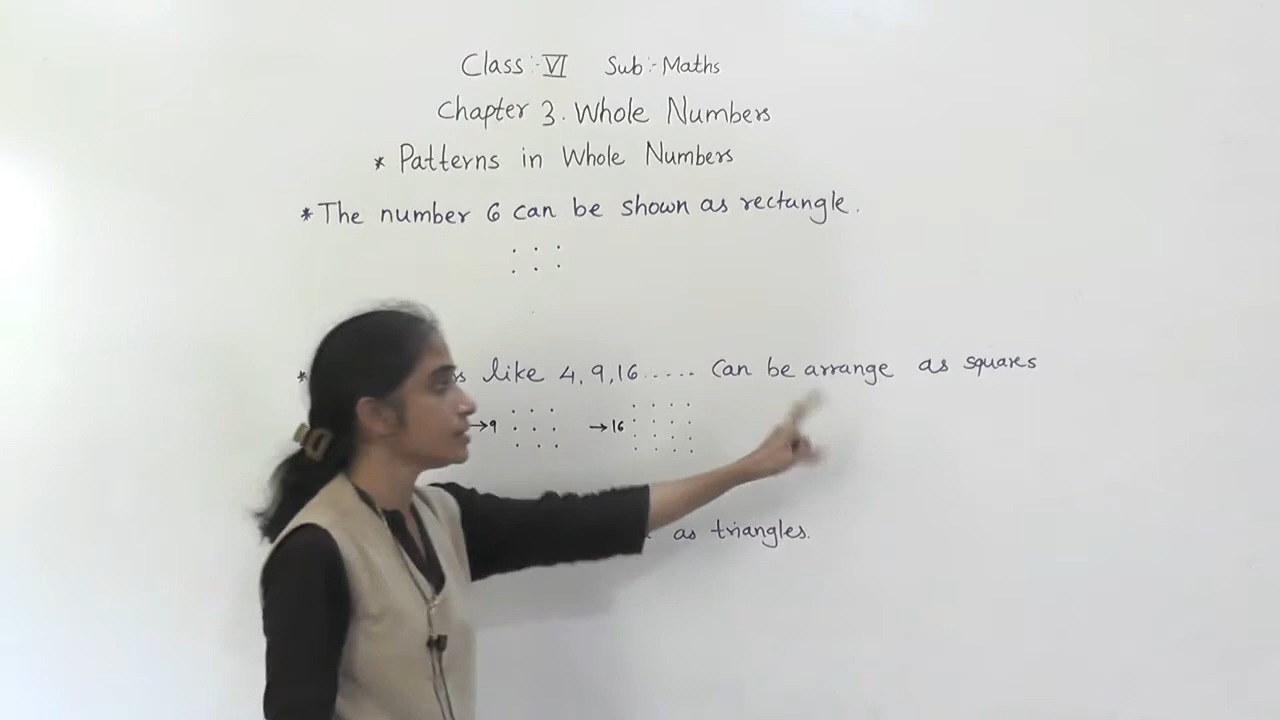 Class:- VI Sub:- Maths
Chapter 3. Whole Numbers
* Patterns in Whole Numbers
* The number 6 can be shown as rectangle.
* like 4, 9, 16..... Can be arrange as squares
→9 →16
as triangles.